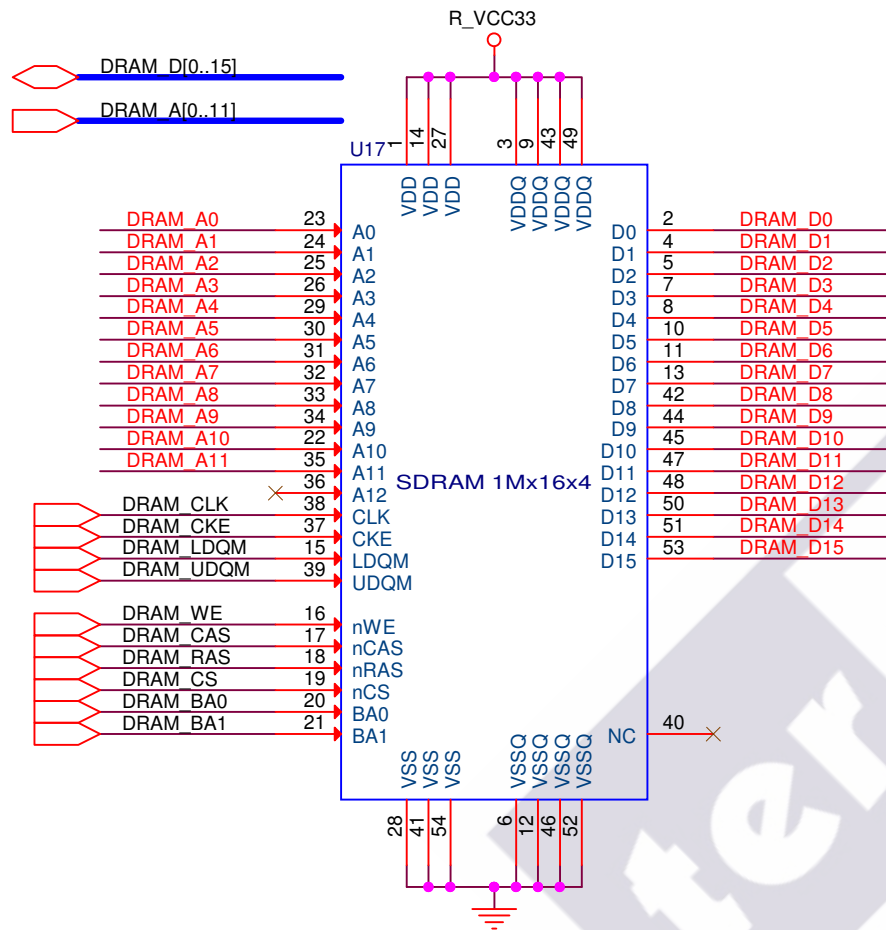 R_VCC33
DRAM_D[0..15]
DRAM_A[0..11]
U17
1 14 27 3 9 43 49
VDD VDD VDD VDDQ VDDQ VDDQ VDDQ
DRAM_A0 23 A0 D0 2 DRAM_D0
DRAM_A1 24 A1 D1 4 DRAM_D1
DRAM_A2 25 A2 D2 5 DRAM_D2
DRAM_A3 26 A3 D3 7 DRAM_D3
DRAM_A4 29 A4 D4 8 DRAM_D4
DRAM_A5 30 A5 D5 10 DRAM_D5
DRAM_A6 31 A6 D6 11 DRAM_D6
DRAM_A7 32 A7 D7 13 DRAM_D7
DRAM_A8 33 A8 D8 42 DRAM_D8
DRAM_A9 34 A9 D9 44 DRAM_D9
DRAM_A10 22 A10 D10 45 DRAM_D10
DRAM_A11 35 A11 D11 47 DRAM_D11
36 A12 SDRAM 1Mx16x4 D12 48 DRAM_D12
DRAM_CLK 38 CLK D13 50 DRAM_D13
DRAM_CKE 37 CKE D14 51 DRAM_D14
DRAM_LDQM 15 LDQM D15 53 DRAM_D15
DRAM_UDQM 39 UDQM
DRAM_WE 16 nWE
DRAM_CAS 17 nCAS
DRAM_RAS 18 nRAS
DRAM_CS 19 nCS
DRAM_BA0 20 BA0
DRAM_BA1 21 BA1 NC 40
VSS VSS VSS VSSQ VSSQ VSSQ VSSQ
28 41 54 6 12 46 52
ter